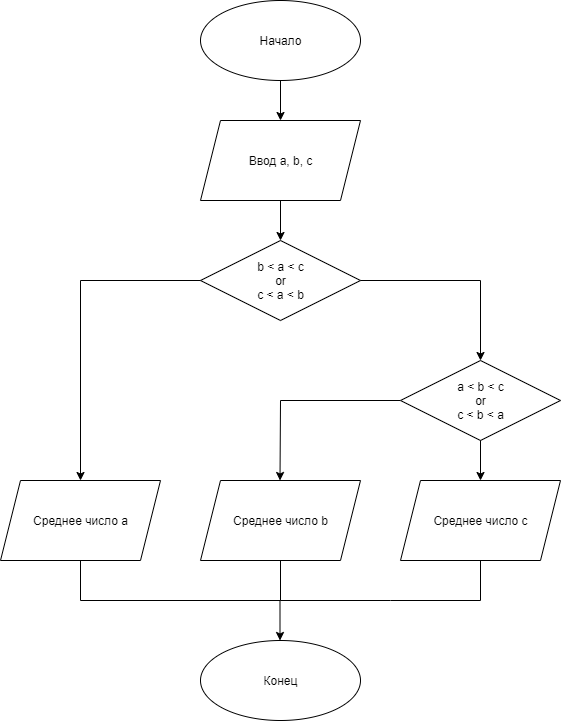 Начало
Ввод a, b, c
b < a < c
or
c < a < b
a < b < c
or
c < b < a
Среднее число a
Среднее число b
Среднее число c
Конец